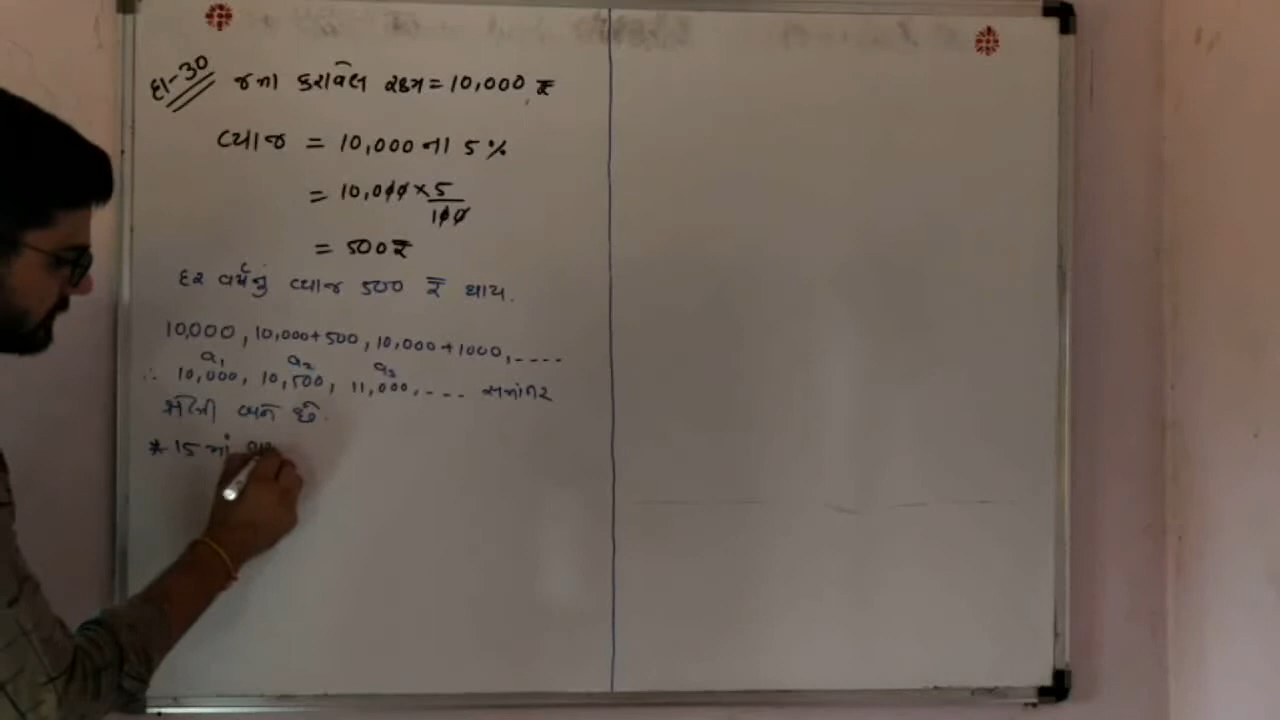 દા-30
જમા કરાવેલ રકમ = 10,000 ₹
વ્યાજ = 10,000 ના 5 %
= 10,000 × 5/100
= 500 ₹
દર વર્ષનું વ્યાજ 500 ₹ થાય.
10,000, 10,000+500, 10,000+1000, ....
a₁ a₂ a₃
∴ 10,000, 10,500, 11,000, ... સમાંતર
શ્રેણી બને છે.
* 15 માં